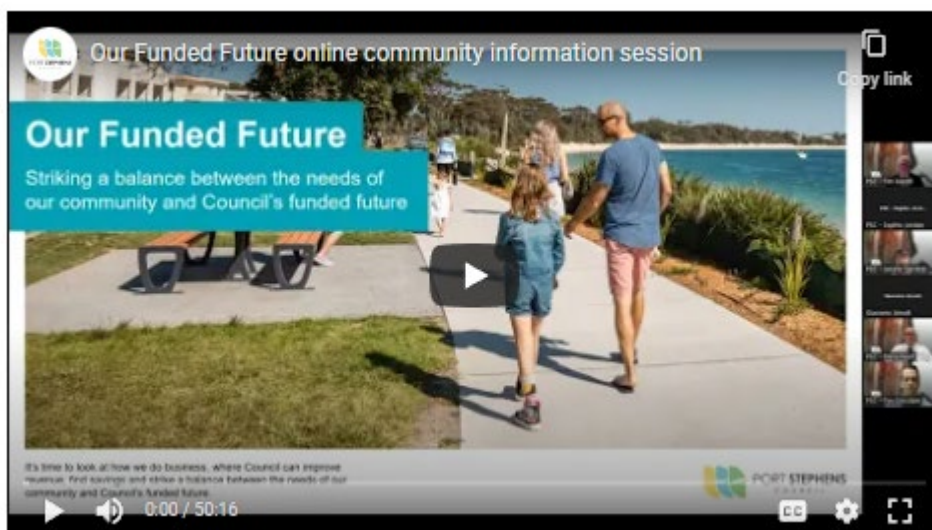 Our Funded Future online community information session
Copy link
Our Funded Future
Striking a balance between the needs of
our community and Council's funded future
It's time to look at how we do business, where Council can improve
revenue, find savings and strike a balance between the needs of our
community and Council's funded future.
PORT STEPHENS
COUNCIL
0:00 / 50:16
CC